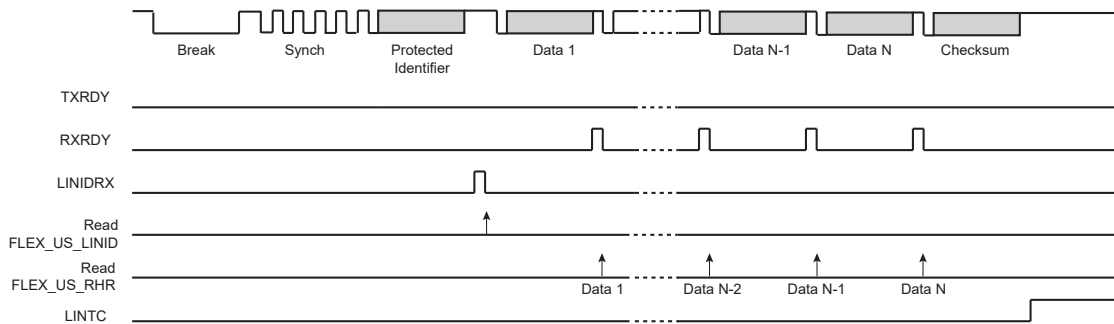 Break
Synch
Protected
Identifier
Data 1
Data N-1
Data N
Checksum
TXRDY
RXRDY
LINIDRX
Read
FLEX_US_LINID
Read
FLEX_US_RHR
Data 1
Data N-2
Data N-1
Data N
LINTC